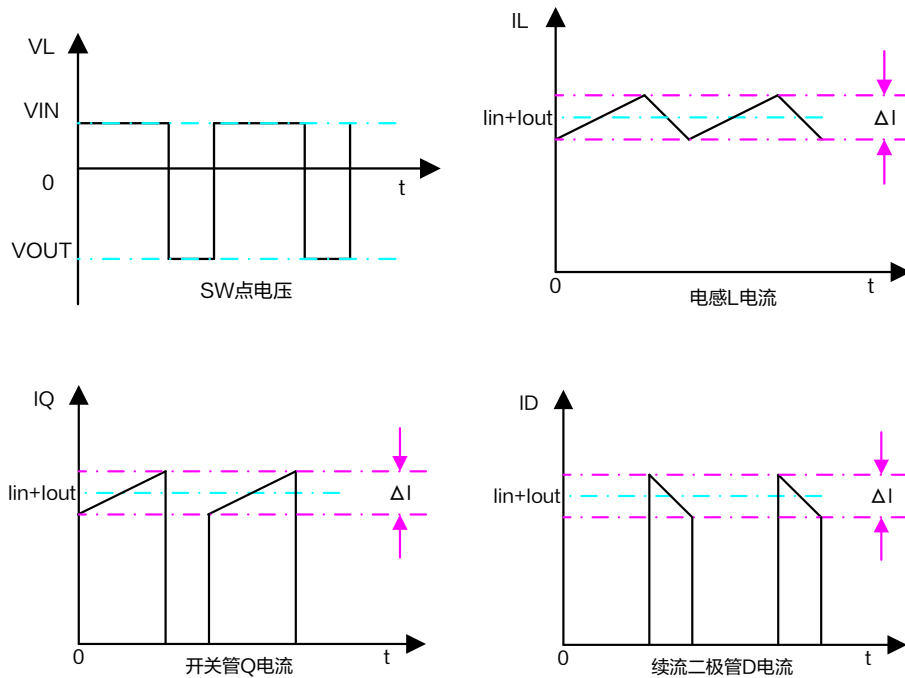 VL
VIN
0
t
VOUT
SW点电压
IL
Iin+Iout
ΔI
0
t
电感L电流
IQ
Iin+Iout
ΔI
0
t
开关管Q电流
ID
Iin+Iout
ΔI
0
t
续流二极管D电流